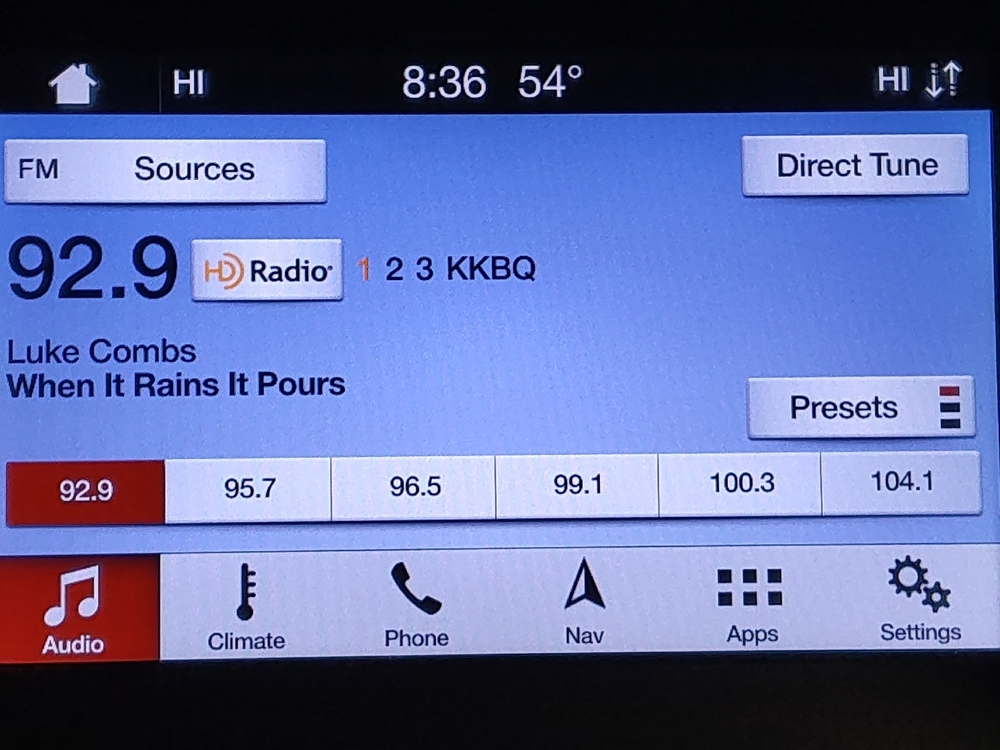 HI 8:36 54° HI
FM Sources Direct Tune
92.9 HD Radio 1 2 3 KKBQ
Luke Combs
When It Rains It Pours
Presets
92.9 95.7 96.5 99.1 100.3 104.1
Audio Climate Phone Nav Apps Settings